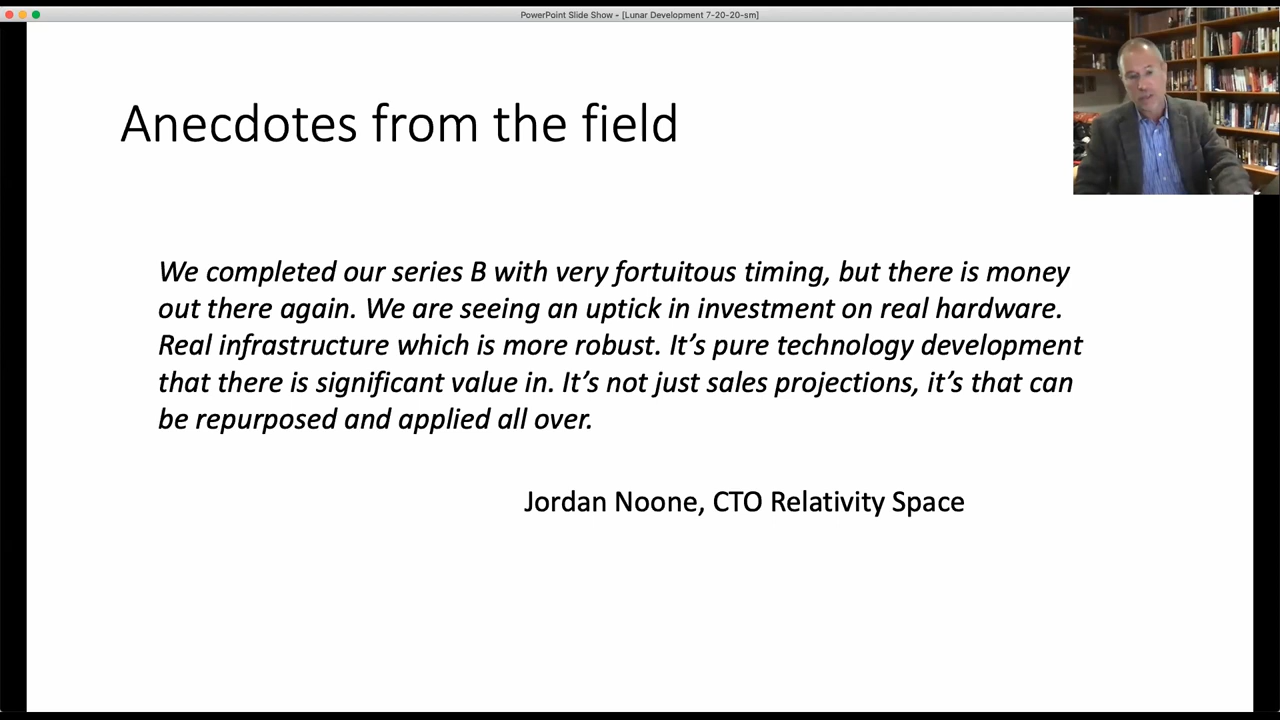 PowerPoint Slide Show - [Lunar Development 7-20-20-sm]
Anecdotes from the field
We completed our series B with very fortuitous timing, but there is money
out there again. We are seeing an uptick in investment on real hardware.
Real infrastructure which is more robust. It’s pure technology development
that there is significant value in. It’s not just sales projections, it’s that can
be repurposed and applied all over.
Jordan Noone, CTO Relativity Space